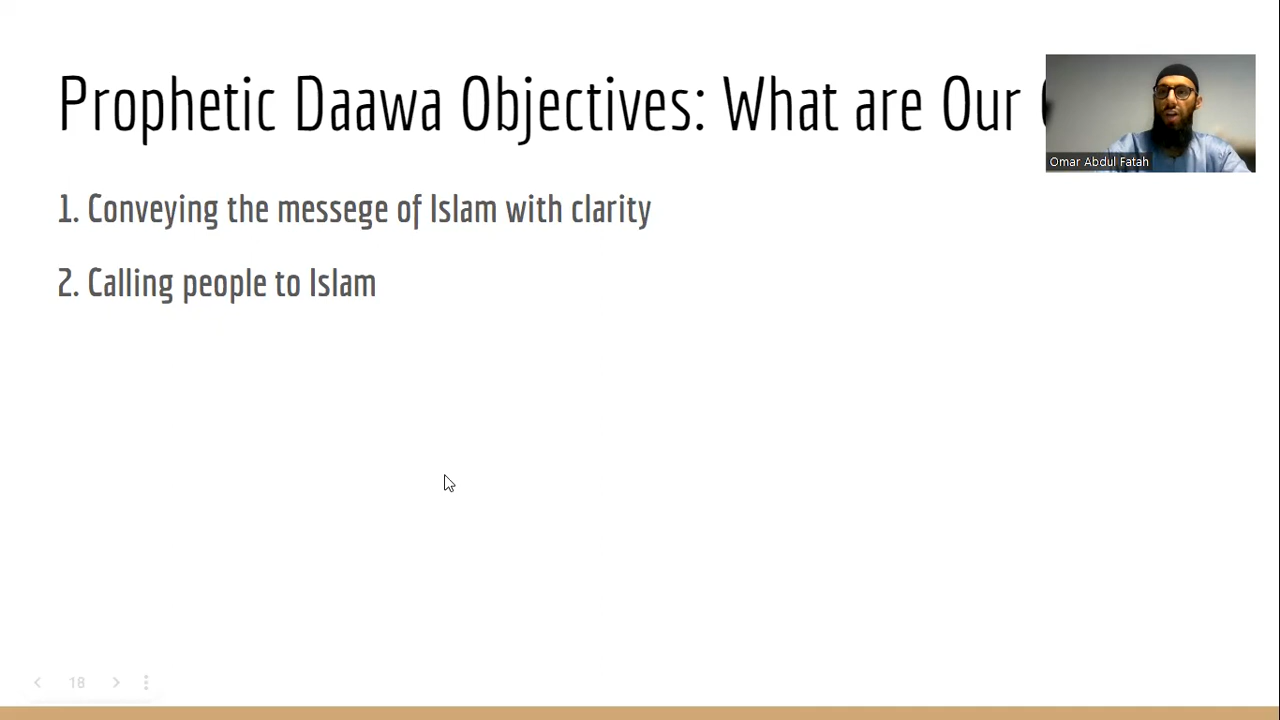 Prophetic Daawa Objectives: What are Our
Omar Abdul Fatah
1. Conveying the messege of Islam with clarity
2. Calling people to Islam
18